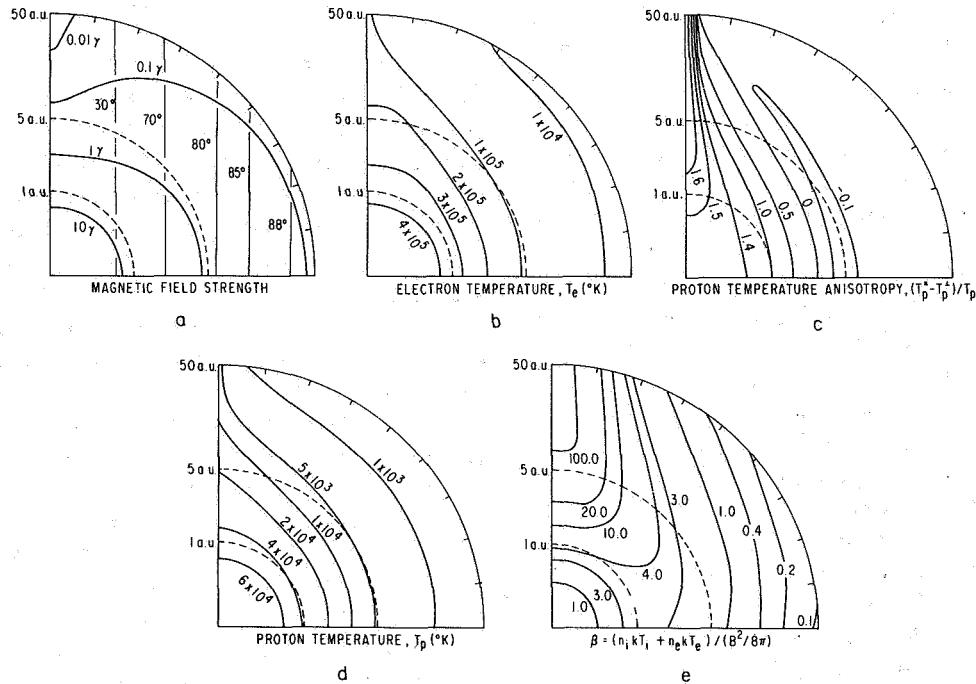 50 a.u.
0.01 γ
0.1 γ
30°
70°
5 a.u.
80°
1 γ
85°
1 a.u.
88°
10 γ
MAGNETIC FIELD STRENGTH
a
50 a.u.
1x10⁴
5 a.u.
1x10⁵
2x10⁵
1 a.u.
3x10⁵
4x10⁵
ELECTRON TEMPERATURE, Tₑ (°K)
b
50 a.u.
5 a.u.
1 a.u.
1.6
1.5
1.0
0.5
0
-0.1
1.4
PROTON TEMPERATURE ANISOTROPY, (
)/Tₚ
c
50 a.u.
5 a.u.
5x10³
1x10³
1x10⁴
2x10⁴
1 a.u.
4x10⁴
6x10⁴
PROTON TEMPERATURE, Tₚ (°K)
d
50 a.u.
100.0
5 a.u.
20.0
3.0
1.0
10.0
0.4
1 a.u.
4.0
0.2
3.0
1.0
0.1
β = (nᵢkTᵢ + nₑkTₑ)/(B²/8π)
e